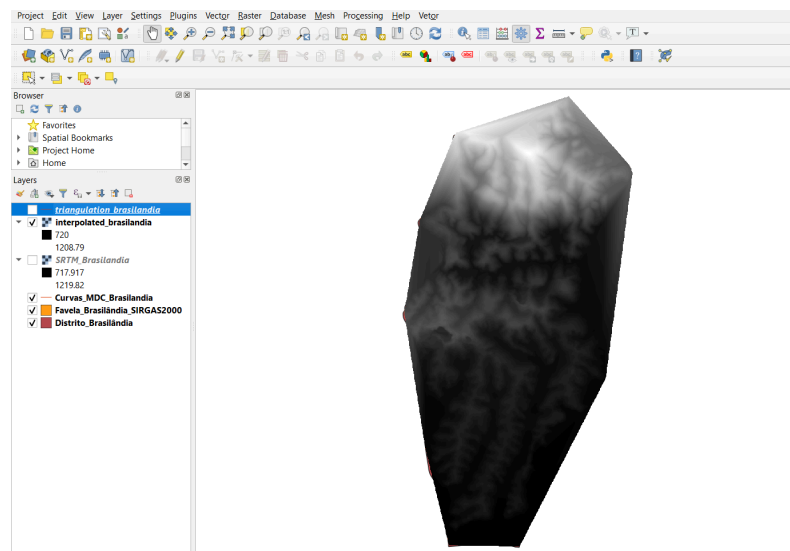 Project Edit View Layer Settings Plugins Vector Raster Database Mesh Processing Help Vetor
Browser
Favorites
Spatial Bookmarks
Project Home
Home
Layers
triangulation_brasilandia
interpolated_brasilandia
720
1208.79
SRTM_Brasilandia
717.917
1219.82
Curvas_MDC_Brasilandia
Favela_Brasilândia_SIRGAS2000
Distrito_Brasilândia